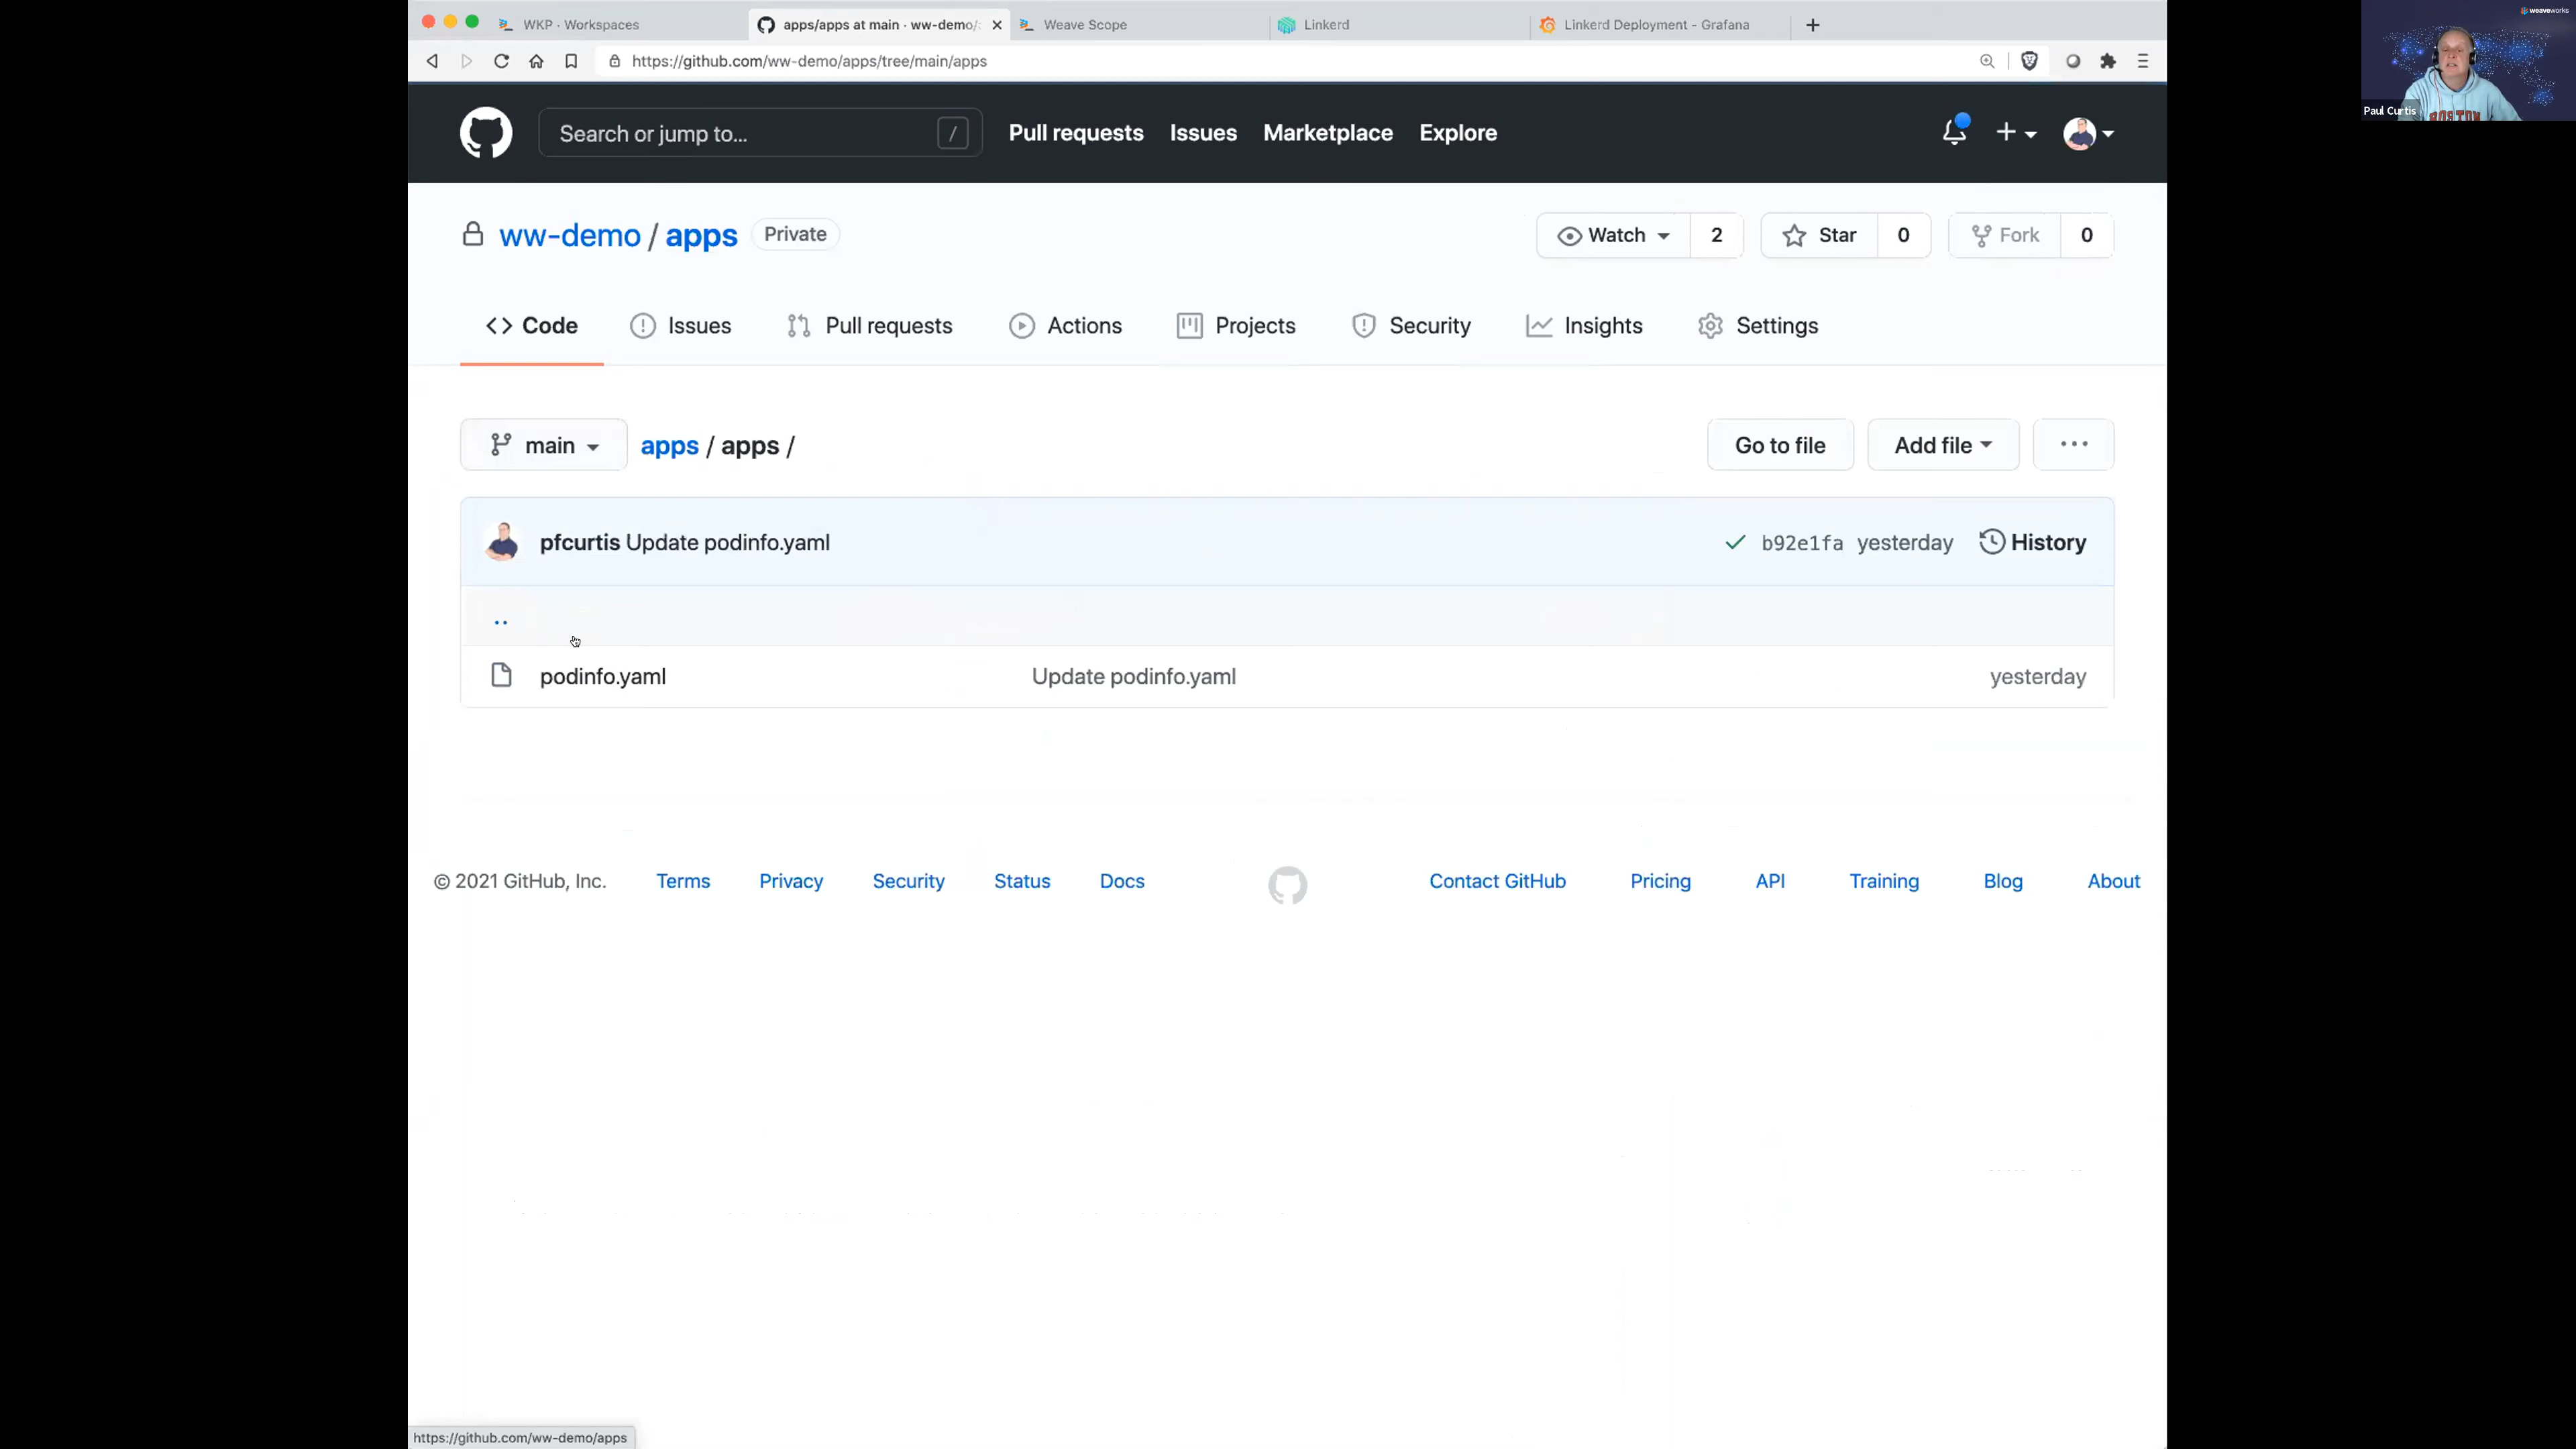 WKP · Workspaces
apps/apps at main · ww-demo/
Weave Scope
Linkerd
Linkerd Deployment - Grafana
https://github.com/ww-demo/apps/tree/main/apps
weaveworks
Paul Curtis
BOSTON
Search or jump to...
/
Pull requests
Issues
Marketplace
Explore
ww-demo / apps
Private
Watch
2
Star
0
Fork
0
Code
Issues
Pull requests
Actions
Projects
Security
Insights
Settings
main
apps / apps /
Go to file
Add file
...
pfcurtis Update podinfo.yaml
b92e1fa yesterday
History
..
podinfo.yaml
Update podinfo.yaml
yesterday
© 2021 GitHub, Inc.
Terms
Privacy
Security
Status
Docs
Contact GitHub
Pricing
API
Training
Blog
About
https://github.com/ww-demo/apps